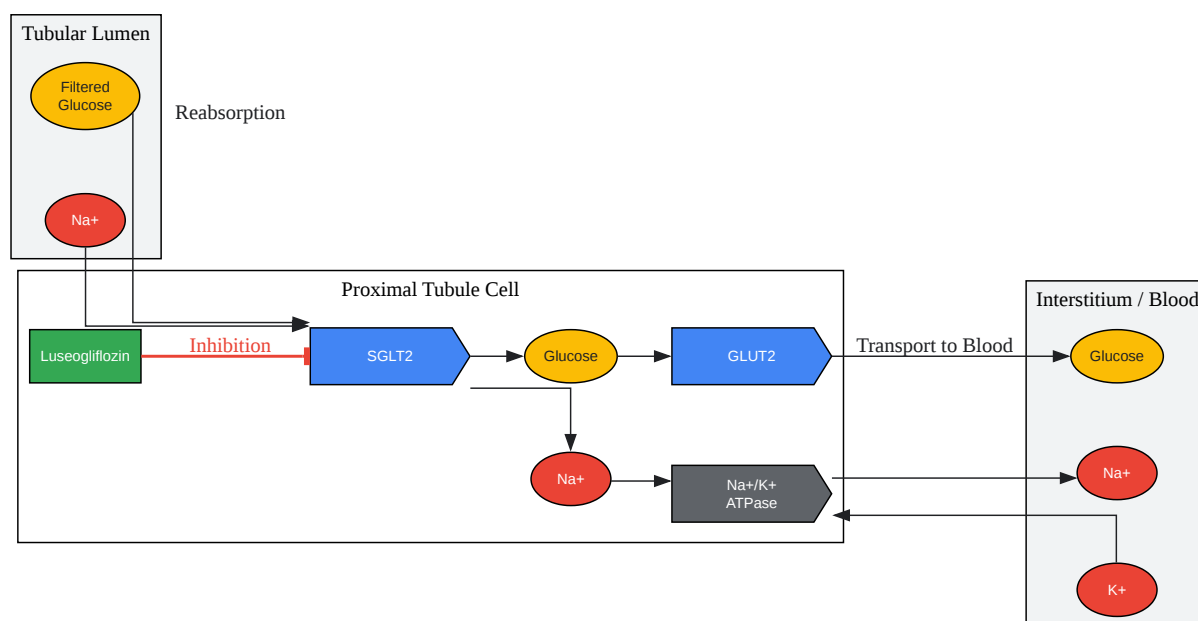 Tubular Lumen
Filtered
Glucose
Reabsorption
Na+
Proximal Tubule Cell
Interstitium / Blood
Luseogliflozin
Inhibition
SGLT2
Glucose
GLUT2
Transport to Blood
Glucose
Na+
Na+/K+
ATPase
Na+
K+